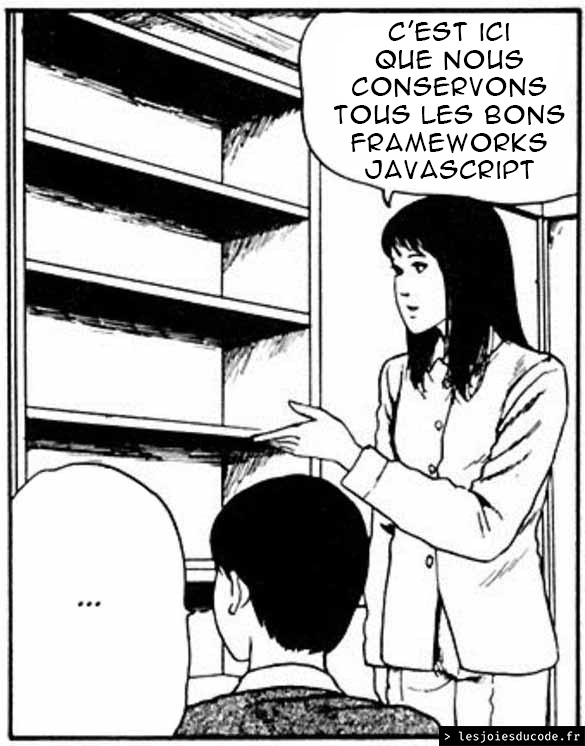 C'EST ICI
QUE NOUS
CONSERVONS
TOUS LES BONS
FRAMEWORKS
JAVASCRIPT
...
> lesjoiesducode.fr